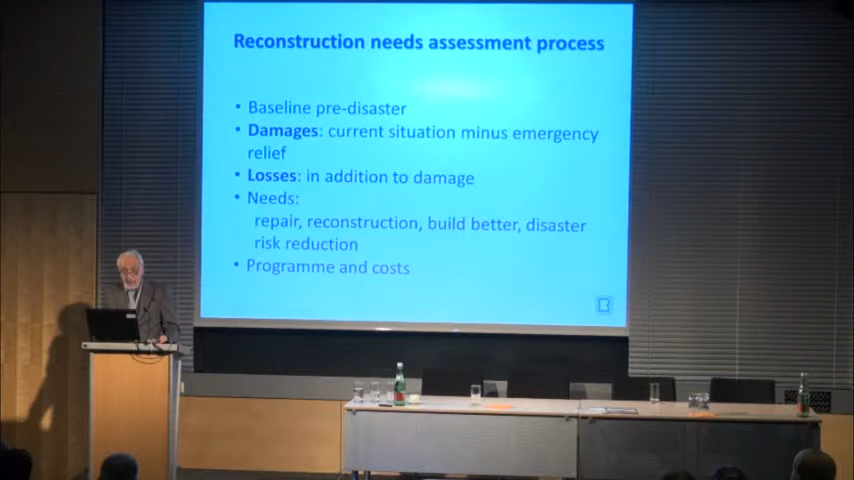 Reconstruction needs assessment process
• Baseline pre-disaster
• Damages: current situation minus emergency
relief
• Losses: in addition to damage
• Needs:
repair, reconstruction, build better, disaster
risk reduction
• Programme and costs